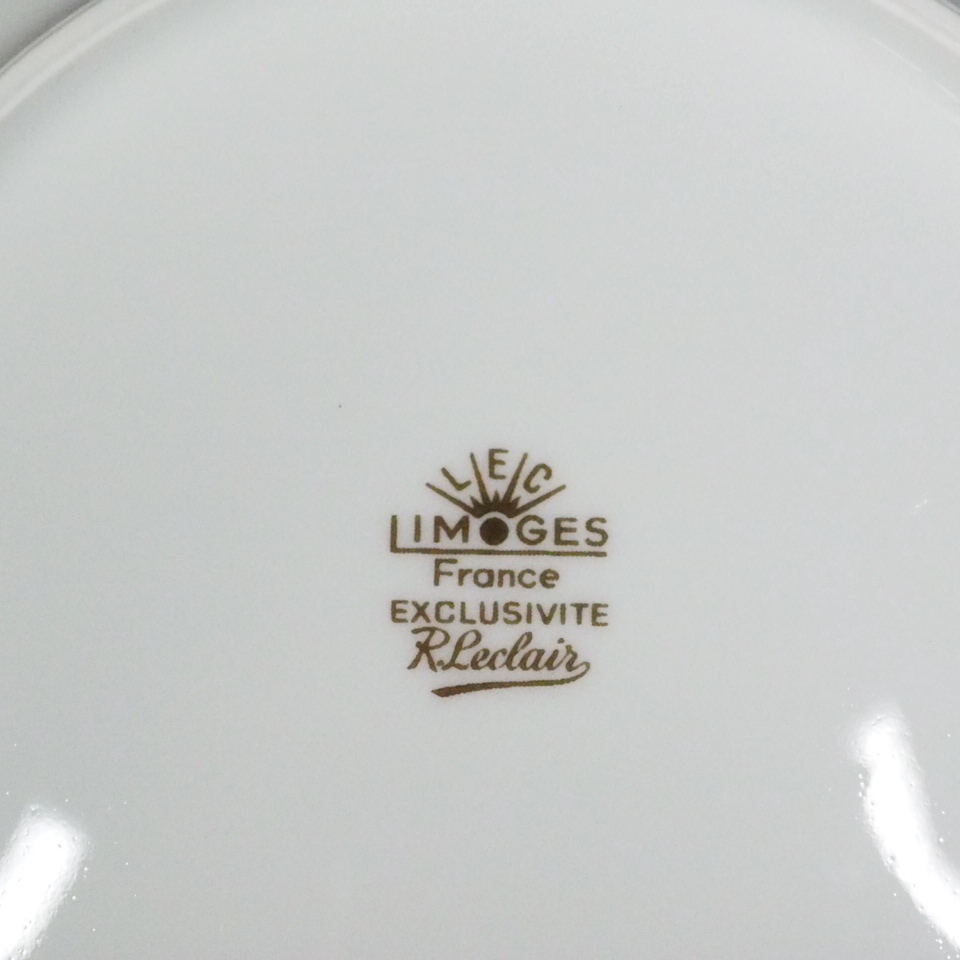 LEC
LIMOGES
France
EXCLUSIVITE
R. Leclair